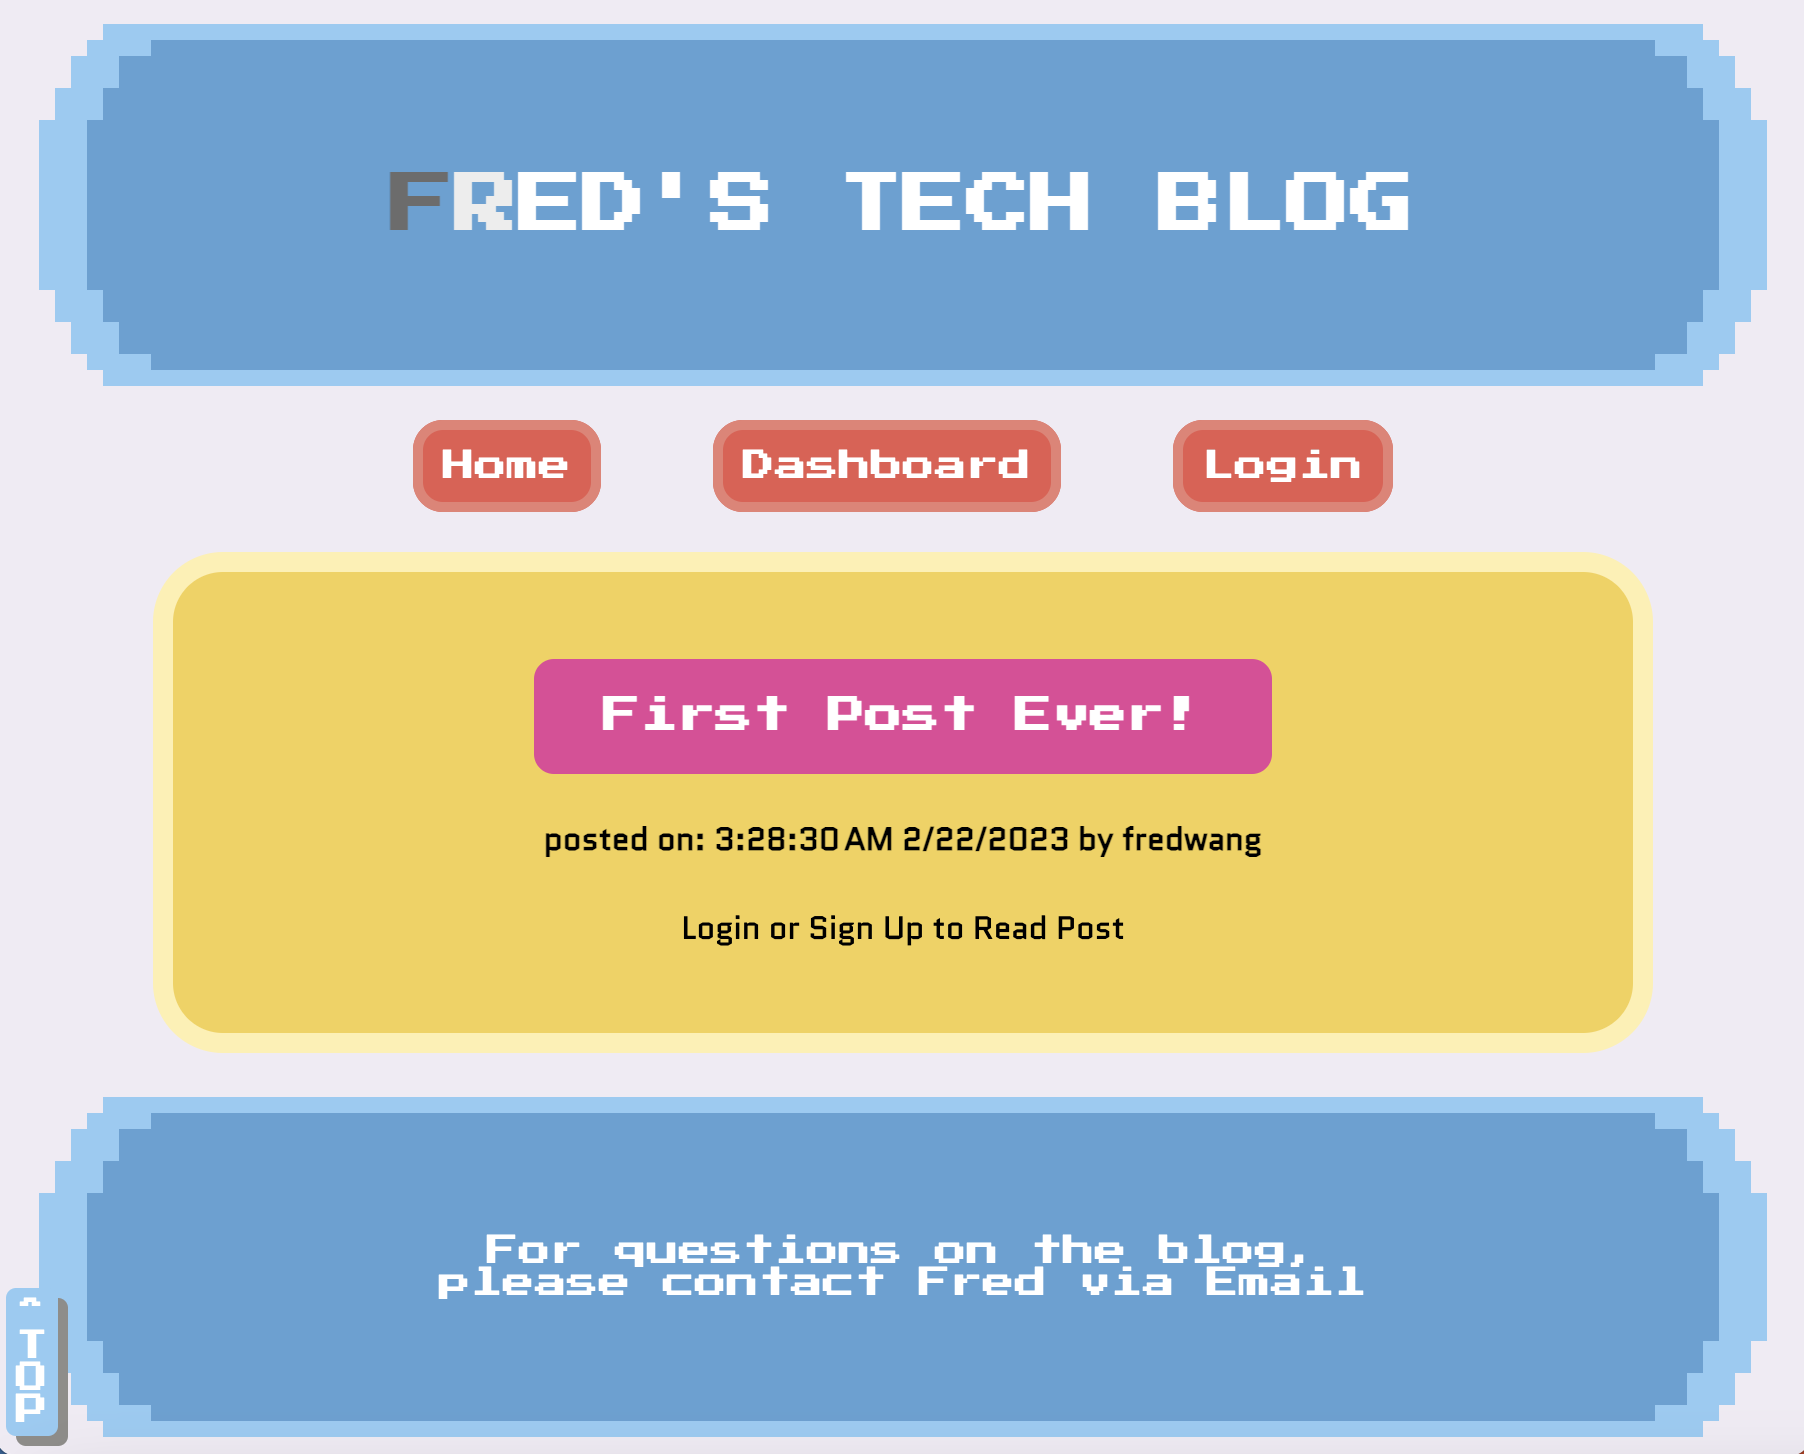 FRED'S TECH BLOG
Home
Dashboard
Login
First Post Ever!
posted on: 3:28:30 AM 2/22/2023 by fredwang
Login or Sign Up to Read Post
For questions on the blog,
please contact Fred via Email
^ TOP